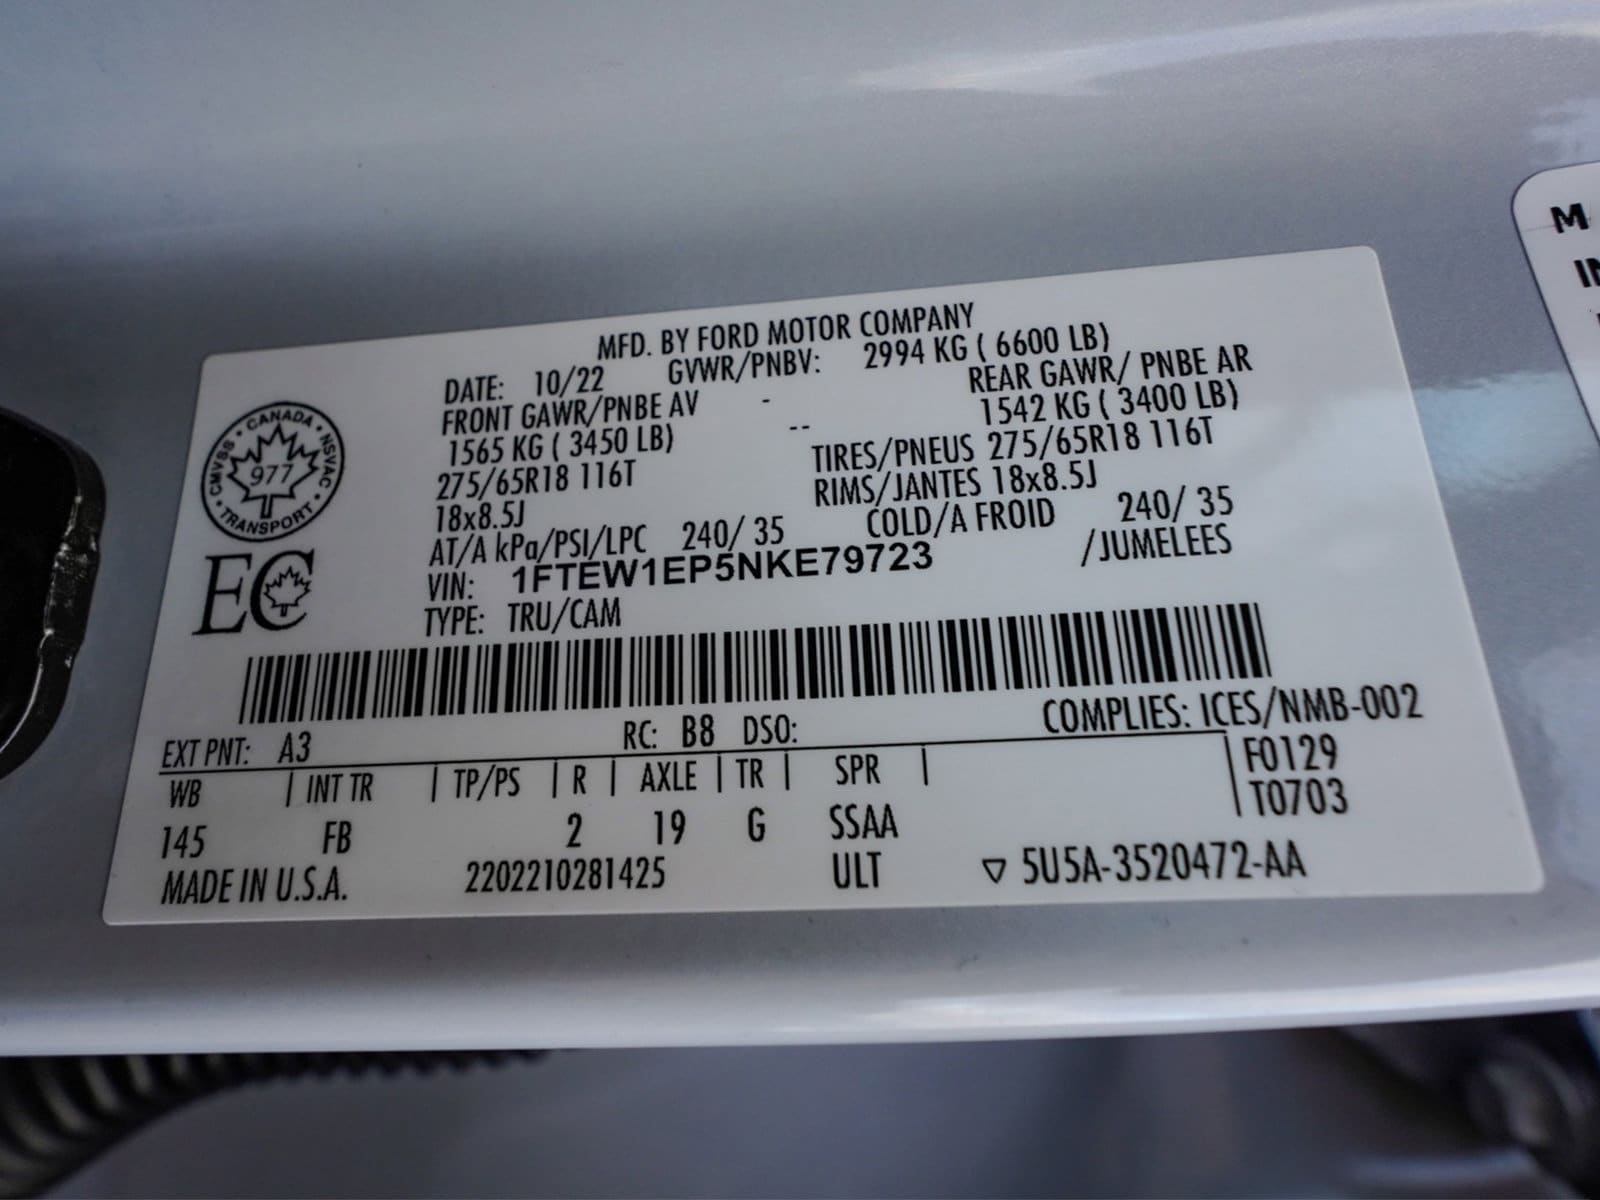 MFD. BY FORD MOTOR COMPANY
DATE: 10/22 GVWR/PNBV: 2994 KG ( 6600 LB)
FRONT GAWR/PNBE AV - REAR GAWR/ PNBE AR
1565 KG ( 3450 LB) -- 1542 KG ( 3400 LB)
275/65R18 116T TIRES/PNEUS 275/65R18 116T
18x8.5J RIMS/JANTES 18x8.5J
AT/A kPa/PSI/LPC 240/ 35 COLD/A FROID 240/ 35
VIN: 1FTEW1EP5NKE79723 /JUMELEES
TYPE: TRU/CAM
CANADA • NSVAC • TRANSPORT • CMVSS •
977
EC
EXT PNT: A3 RC: B8 DSO: COMPLIES: ICES/NMB-002
WB | INT TR | TP/PS | R | AXLE | TR | SPR | F0129
T0703
145 FB 2 19 G SSAA
MADE IN U.S.A. 2202210281425 ULT ▽ 5U5A-3520472-AA
M
IN